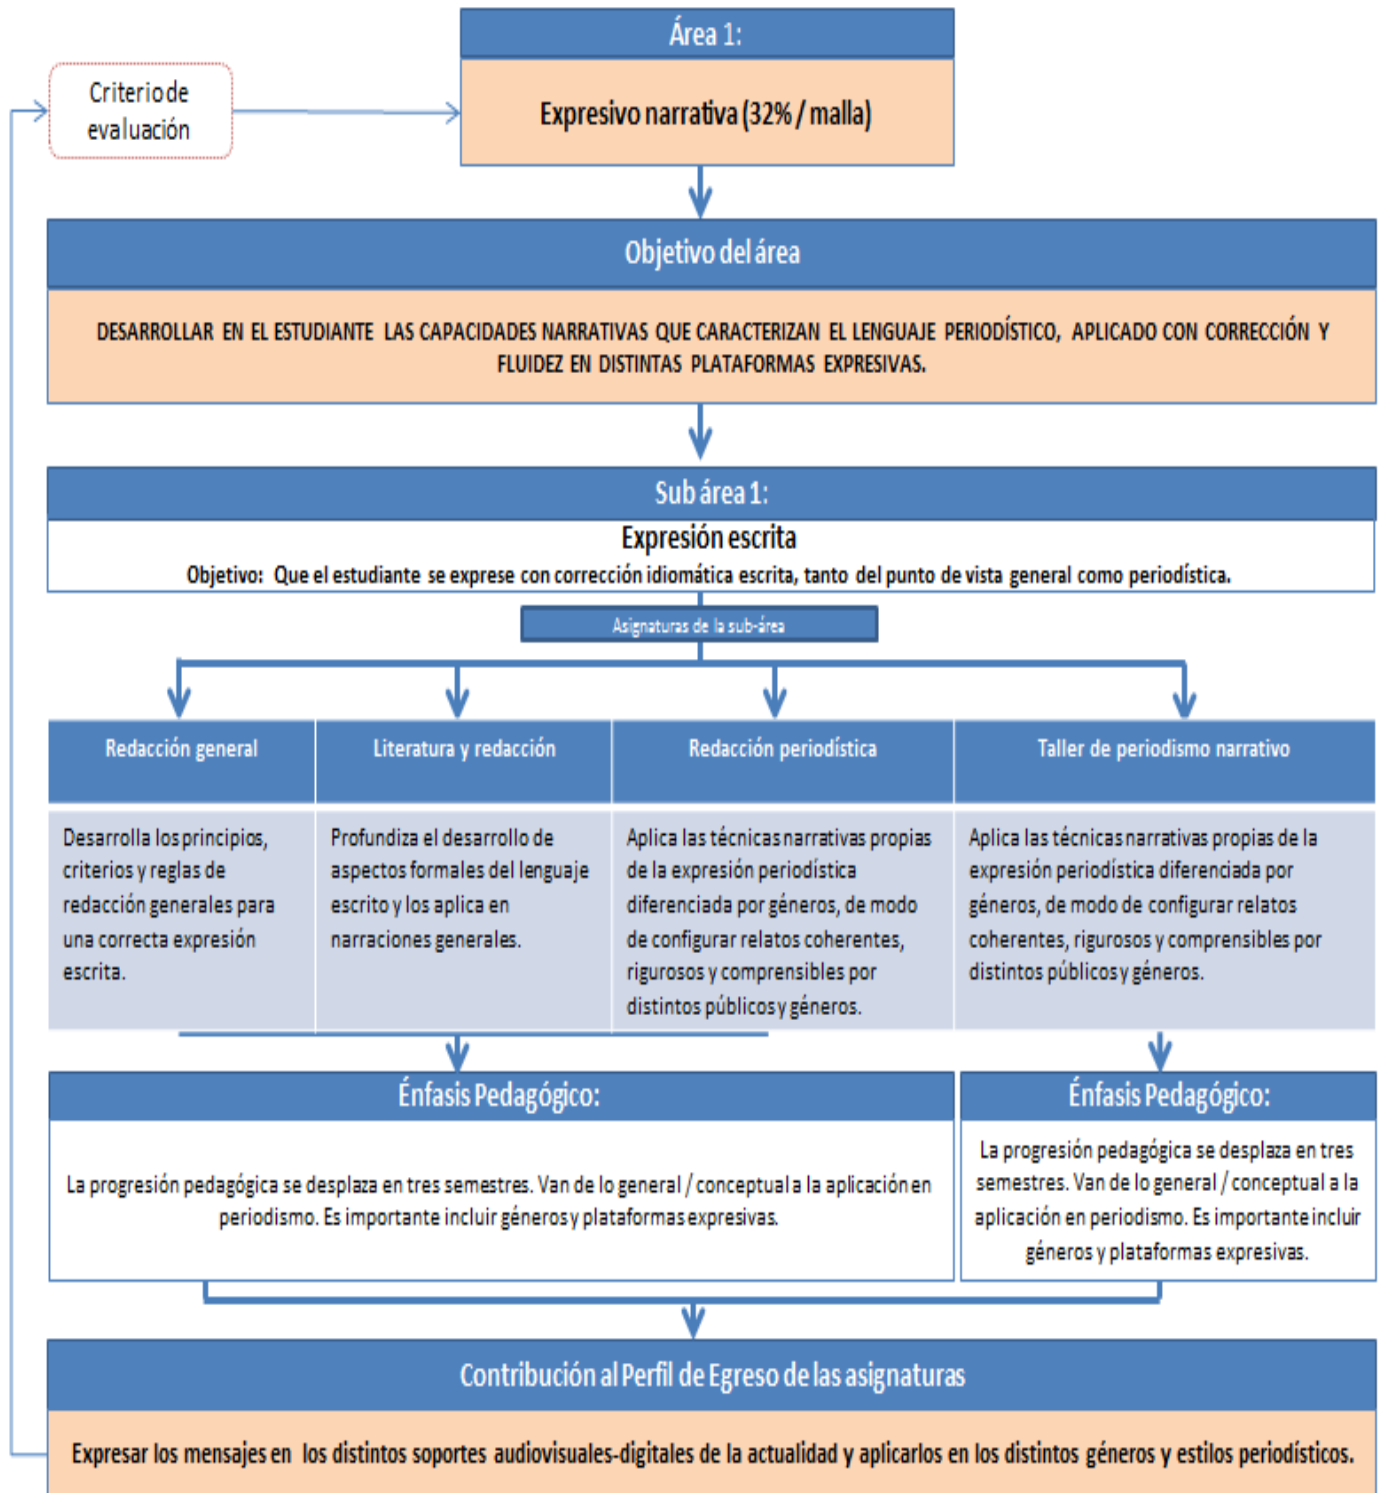 Área 1:
Criterio de
evaluación
Expresivo narrativa (32% / malla)
Objetivo del área
DESARROLLAR EN EL ESTUDIANTE LAS CAPACIDADES NARRATIVAS QUE CARACTERIZAN EL LENGUAJE PERIODÍSTICO, APLICADO CON CORRECCIÓN Y
FLUIDEZ EN DISTINTAS PLATAFORMAS EXPRESIVAS.
Sub área 1:
Expresión escrita
Objetivo: Que el estudiante se exprese con corrección idiomática escrita, tanto del punto de vista general como periodística.
Asignaturas de la sub-área
Redacción general
Desarrolla los principios,
criterios y reglas de
redacción generales para
una correcta expresión
escrita.
Literatura y redacción
Profundiza el desarrollo de
aspectos formales del lenguaje
escrito y los aplica en
narraciones generales.
Redacción periodística
Aplica las técnicas narrativas propias
de la expresión periodística
diferenciada por géneros, de modo
de configurar relatos coherentes,
rigurosos y comprensibles por
distintos públicos y géneros.
Taller de periodismo narrativo
Aplica las técnicas narrativas propias de la
expresión periodística diferenciada por
géneros, de modo de configurar relatos
coherentes, rigurosos y comprensibles por
distintos públicos y géneros.
Énfasis Pedagógico:
La progresión pedagógica se desplaza en tres semestres. Van de lo general / conceptual a la aplicación en
periodismo. Es importante incluir géneros y plataformas expresivas.
Énfasis Pedagógico:
La progresión pedagógica se desplaza en tres
semestres. Van de lo general / conceptual a la
aplicación en periodismo. Es importante incluir
géneros y plataformas expresivas.
Contribución al Perfil de Egreso de las asignaturas
Expresar los mensajes en los distintos soportes audiovisuales-digitales de la actualidad y aplicarlos en los distintos géneros y estilos periodísticos.